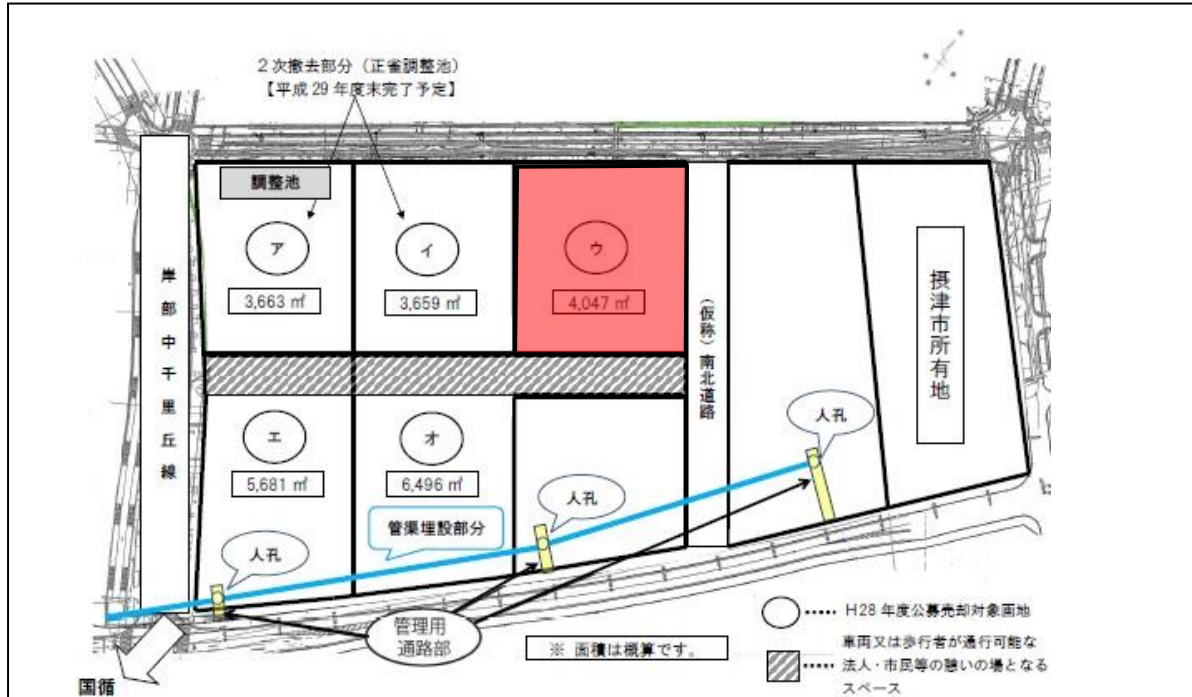 2次撤去部分（正雀調整池）
【平成29年度末完了予定】
調整池
ア
3,663 ㎡
イ
3,659 ㎡
ウ
4,047 ㎡
岸部中千里丘線
（仮称）南北道路
摂津市所有地
エ
5,681 ㎡
オ
6,496 ㎡
人孔
人孔
人孔
管渠埋設部分
管理用
通路部
※ 面積は概算です。
国循
‥‥‥ H28年度公募売却対象画地
車両又は歩行者が通行可能な
‥‥‥ 法人・市民等の憩いの場となる
スペース